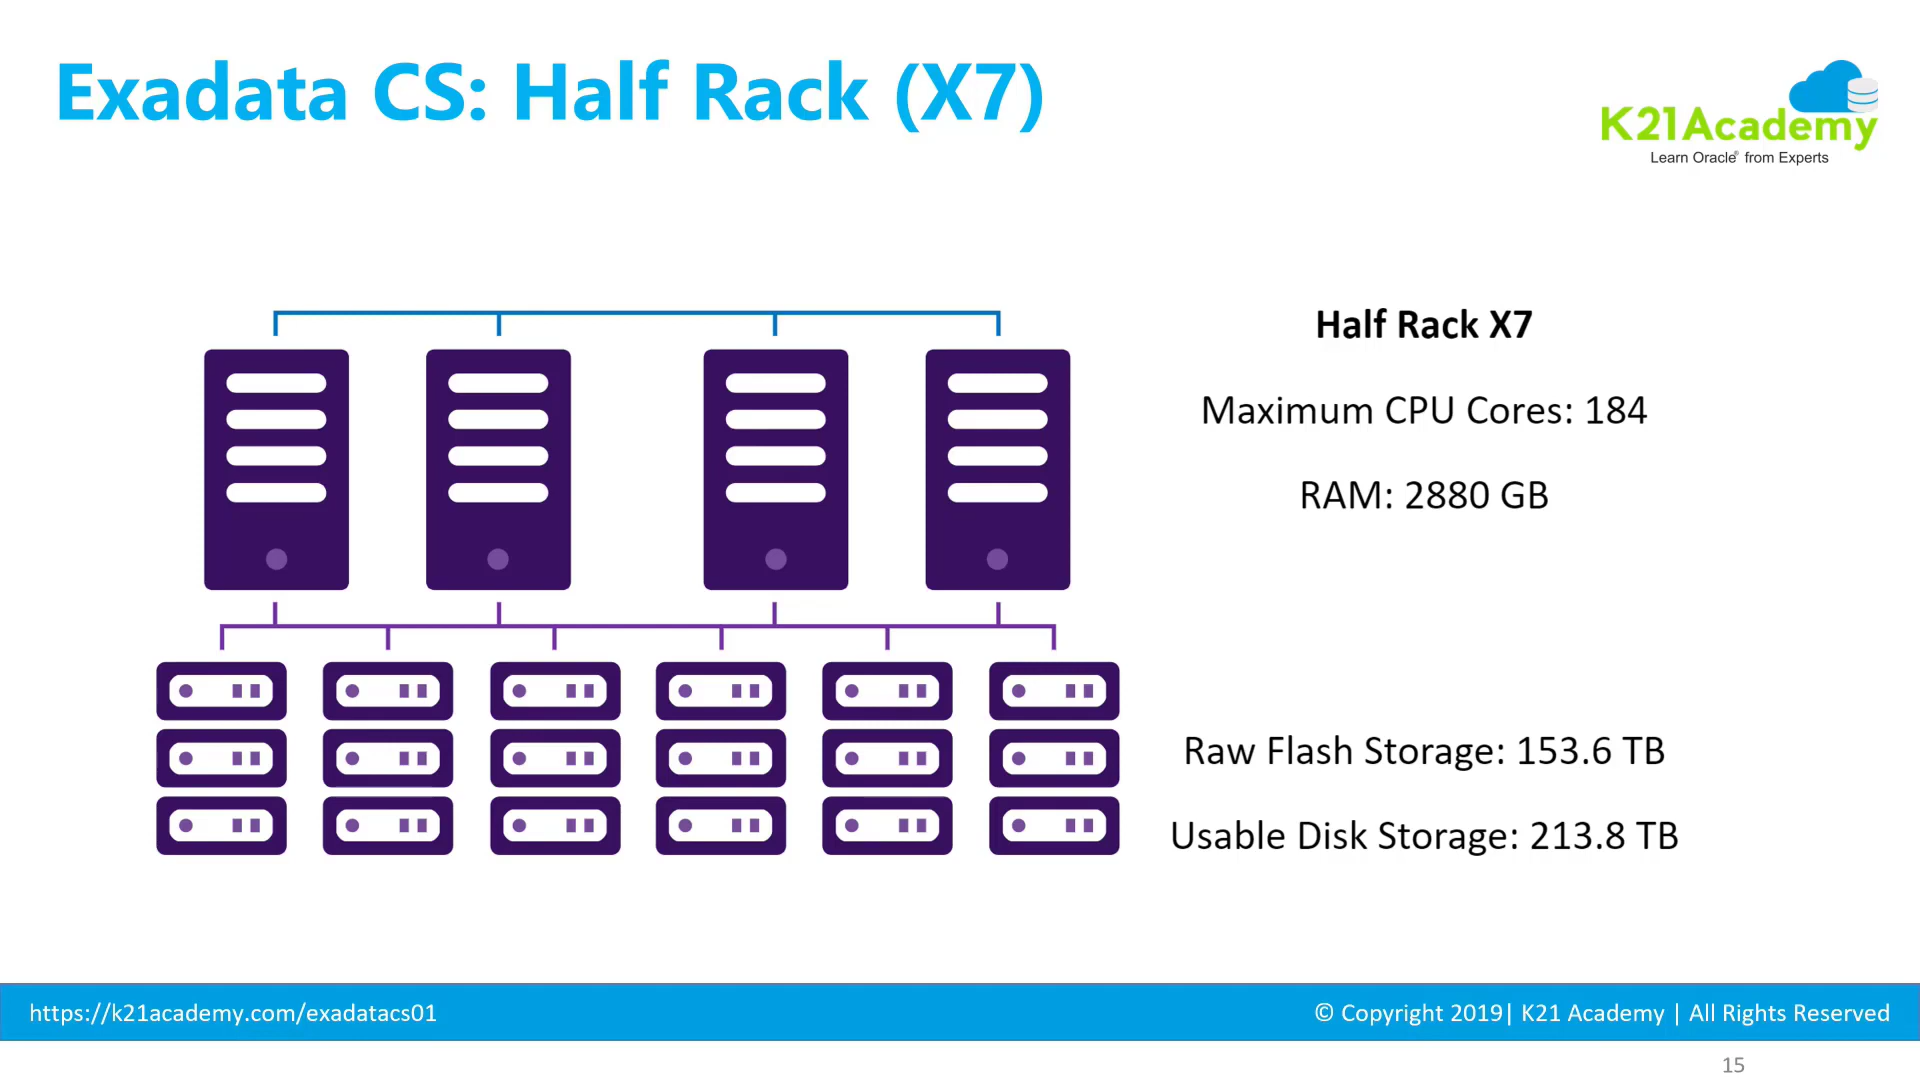 Exadata CS: Half Rack (X7)
K21Academy
Learn Oracle® from Experts
Half Rack X7
Maximum CPU Cores: 184
RAM: 2880 GB
Raw Flash Storage: 153.6 TB
Usable Disk Storage: 213.8 TB
https://k21academy.com/exadatacs01
© Copyright 2019| K21 Academy | All Rights Reserved
15